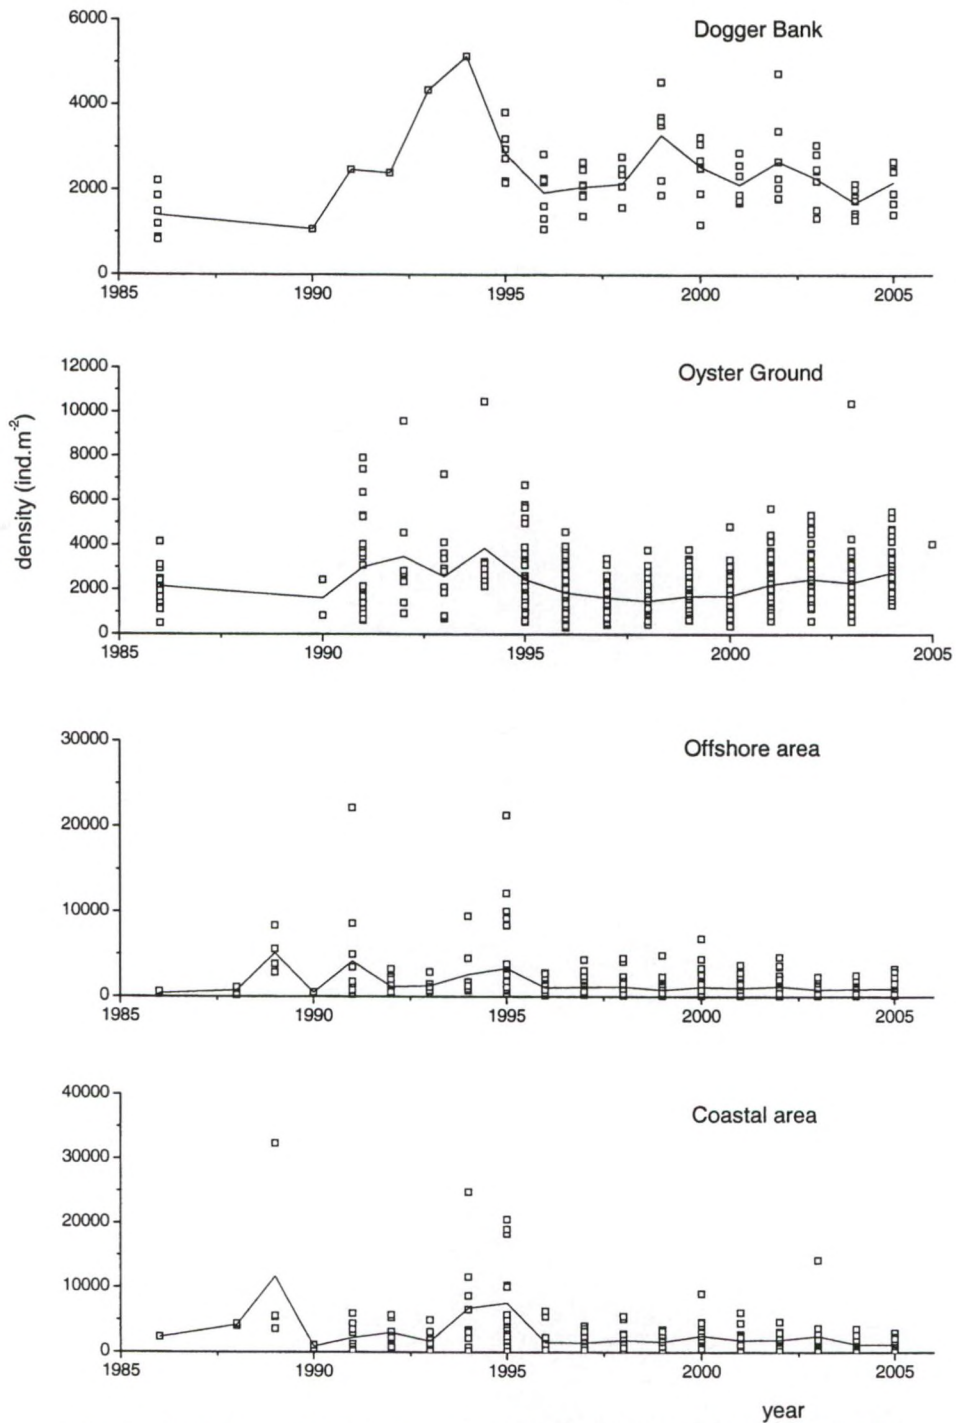 Dogger Bank
6000
4000
2000
0
1985 1990 1995 2000 2005
Oyster Ground
12000
10000
8000
6000
4000
2000
0
1985 1990 1995 2000 2005
density (ind.m-2)
Offshore area
30000
20000
10000
0
1985 1990 1995 2000 2005
Coastal area
40000
30000
20000
10000
0
1985 1990 1995 2000 2005
year